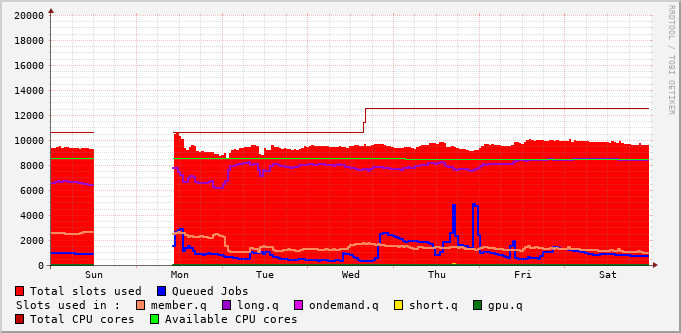 20000
18000
16000
14000
12000
10000
8000
6000
4000
2000
0
Sun Mon Tue Wed Thu Fri Sat
RRDTOOL / TOBI OETIKER
Total slots used Queued Jobs
Slots used in : member.q long.q ondemand.q short.q gpu.q
Total CPU cores Available CPU cores